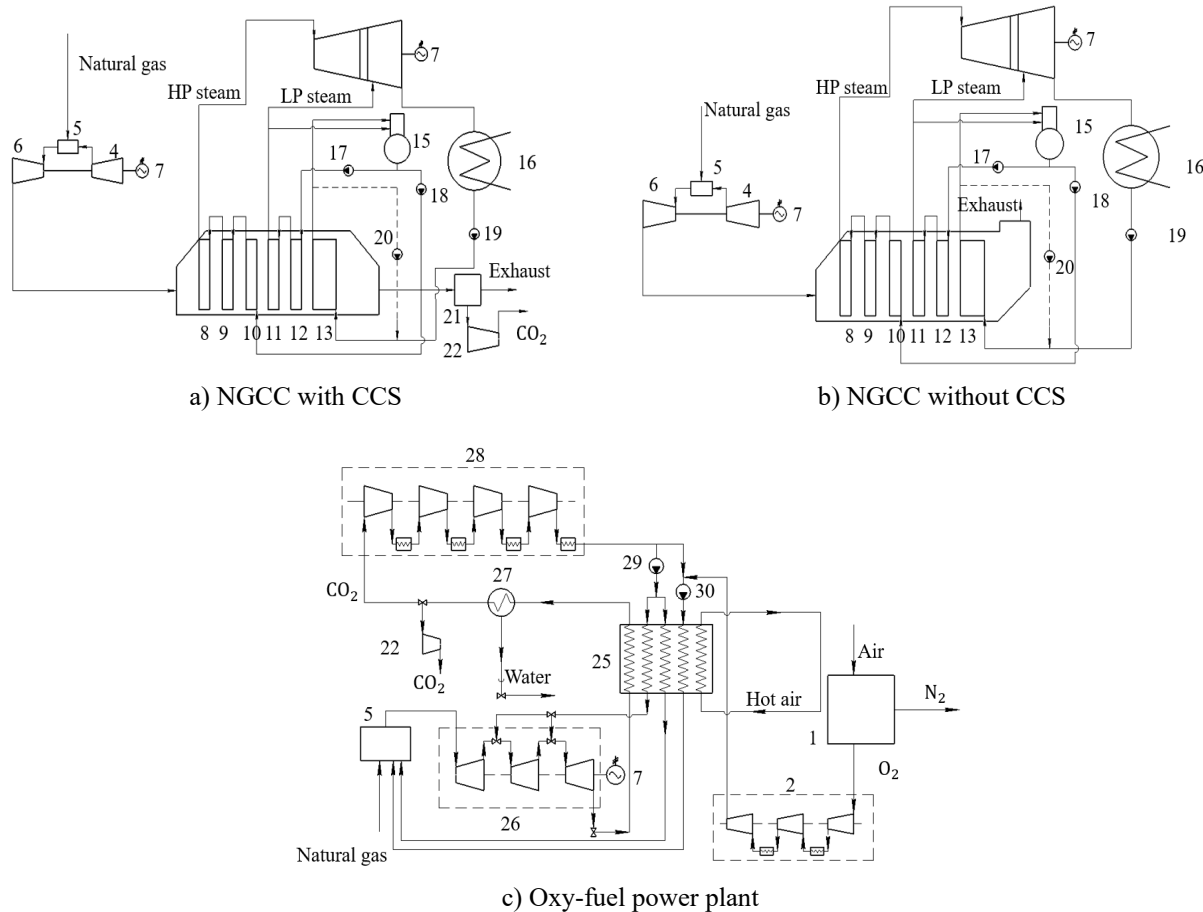 Natural gas
HP steam
LP steam
7
6
5
4
7
15
16
17
18
19
20
Exhaust
21
22
CO₂
8 9 10 11 12 13
a) NGCC with CCS
Natural gas
HP steam
LP steam
7
6
5
4
7
15
16
17
18
Exhaust
19
20
8 9 10 11 12 13
b) NGCC without CCS
28
29
30
27
CO₂
22
CO₂
Water
25
Hot air
Air
N₂
1
O₂
2
5
7
26
Natural gas
c) Oxy-fuel power plant